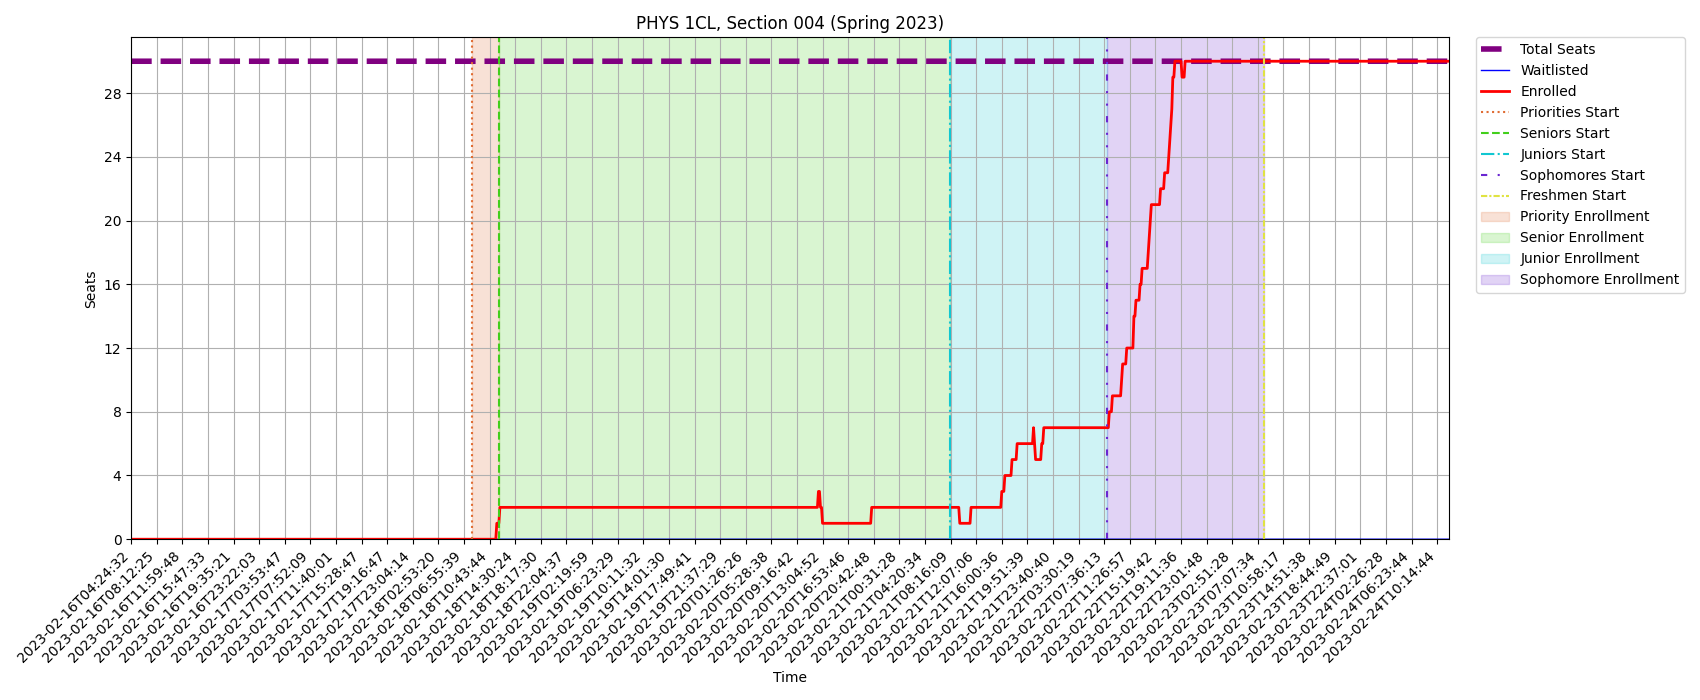 PHYS 1CL, Section 004 (Spring 2023)
Total Seats
Waitlisted
Enrolled
Priorities Start
Seniors Start
Juniors Start
Sophomores Start
Freshmen Start
Priority Enrollment
Senior Enrollment
Junior Enrollment
Sophomore Enrollment
Seats
28
24
20
16
12
8
4
0
2023-02-16T04:24:32
2023-02-16T08:12:25
2023-02-16T11:59:48
2023-02-16T15:47:33
2023-02-16T19:35:21
2023-02-16T23:22:03
2023-02-17T03:53:47
2023-02-17T07:52:09
2023-02-17T11:40:01
2023-02-17T15:28:47
2023-02-17T19:16:47
2023-02-17T23:04:14
2023-02-18T02:53:20
2023-02-18T06:55:39
2023-02-18T10:43:44
2023-02-18T14:30:24
2023-02-18T18:17:30
2023-02-18T22:04:37
2023-02-19T02:19:59
2023-02-19T06:23:29
2023-02-19T10:11:32
2023-02-19T14:01:30
2023-02-19T17:49:41
2023-02-19T21:37:29
2023-02-20T01:26:26
2023-02-20T05:28:38
2023-02-20T09:16:42
2023-02-20T13:04:52
2023-02-20T16:53:46
2023-02-20T20:42:48
2023-02-21T00:31:28
2023-02-21T04:20:34
2023-02-21T08:16:09
2023-02-21T12:07:06
2023-02-21T16:00:36
2023-02-21T19:51:39
2023-02-21T23:40:40
2023-02-22T03:30:19
2023-02-22T07:36:13
2023-02-22T11:26:57
2023-02-22T15:19:42
2023-02-22T19:11:36
2023-02-22T23:01:48
2023-02-23T02:51:28
2023-02-23T07:07:34
2023-02-23T10:58:17
2023-02-23T14:51:38
2023-02-23T18:44:49
2023-02-23T22:37:01
2023-02-24T02:26:28
2023-02-24T06:23:44
2023-02-24T10:14:44
Time